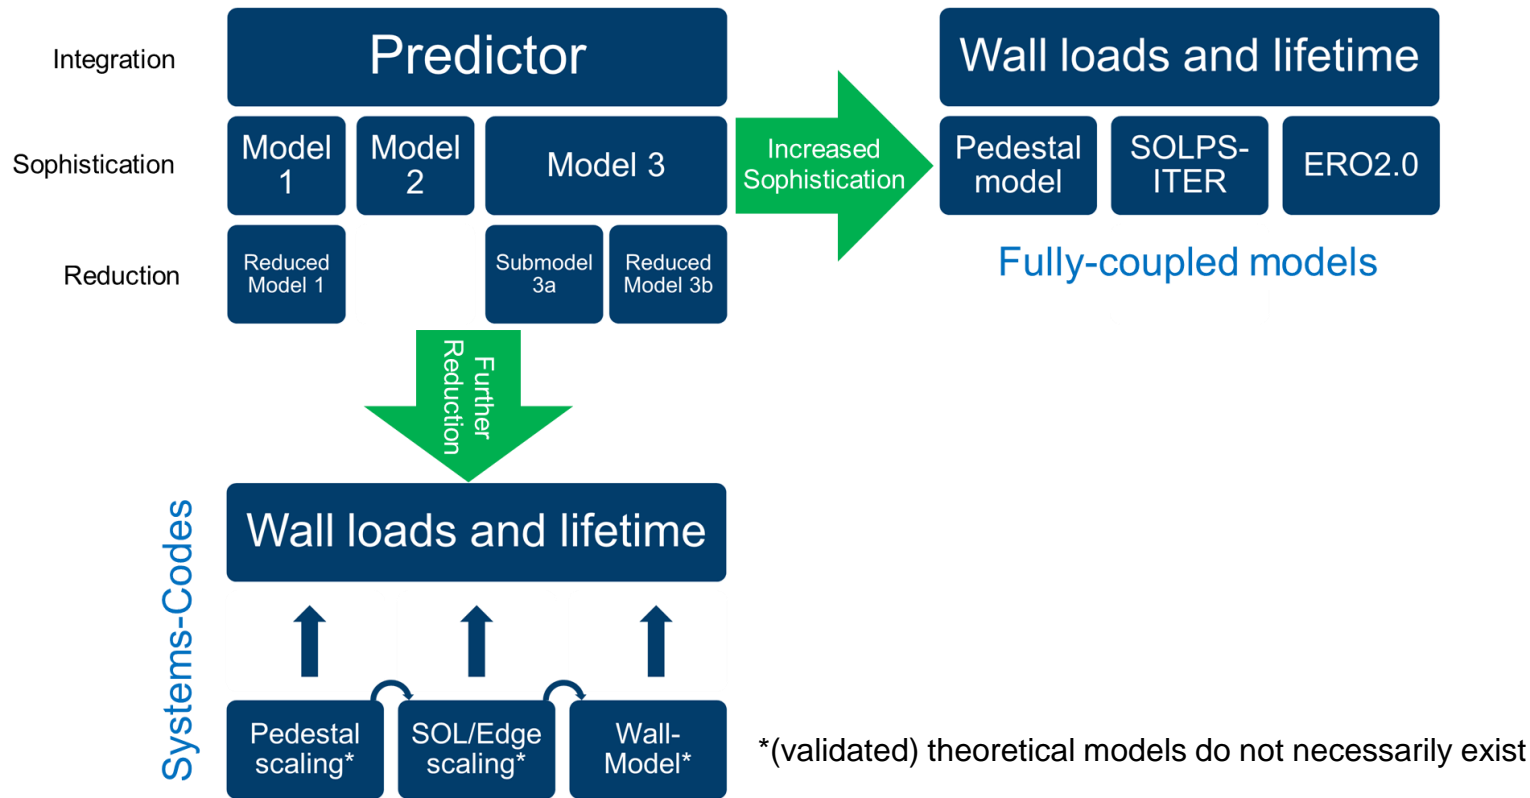 Integration
Predictor
Wall loads and lifetime
Sophistication
Model
1
Model
2
Model 3
Increased
Sophistication
Pedestal
model
SOLPS-
ITER
ERO2.0
Reduction
Reduced
Model 1
Submodel
3a
Reduced
Model 3b
Fully-coupled models
Further
Reduction
Systems-Codes
Wall loads and lifetime
Pedestal
scaling*
SOL/Edge
scaling*
Wall-
Model*
*(validated) theoretical models do not necessarily exist